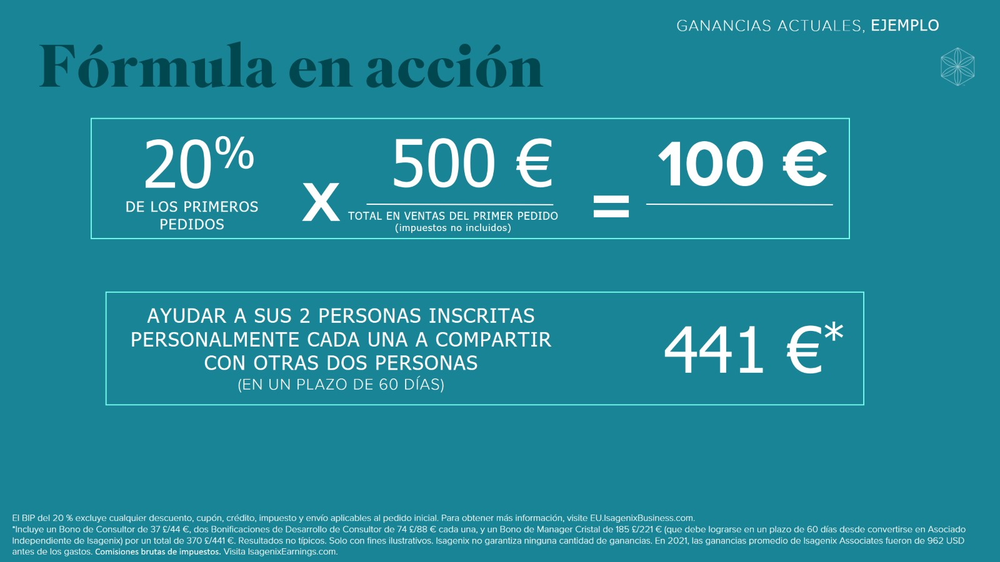 GANANCIAS ACTUALES, EJEMPLO
Fórmula en acción
20%
DE LOS PRIMEROS
PEDIDOS
X
500 €
TOTAL EN VENTAS DEL PRIMER PEDIDO
(impuestos no incluidos)
=
100 €
AYUDAR A SUS 2 PERSONAS INSCRITAS
PERSONALMENTE CADA UNA A COMPARTIR
CON OTRAS DOS PERSONAS
(EN UN PLAZO DE 60 DÍAS)
441 €*
El BIP del 20 % excluye cualquier descuento, cupón, crédito, impuesto y envío aplicables al pedido inicial. Para obtener más información, visite EU.IsagenixBusiness.com.
*Incluye un Bono de Consultor de 37 £/44 €, dos Bonificaciones de Desarrollo de Consultor de 74 £/88 € cada una, y un Bono de Manager Cristal de 185 £/221 € (que debe lograrse en un plazo de 60 días desde convertirse en Asociado
Independiente de Isagenix) por un total de 370 £/441 €. Resultados no típicos. Solo con fines ilustrativos. Isagenix no garantiza ninguna cantidad de ganancias. En 2021, las ganancias promedio de Isagenix Associates fueron de 962 USD
antes de los gastos. Comisiones brutas de impuestos. Visita IsagenixEarnings.com.